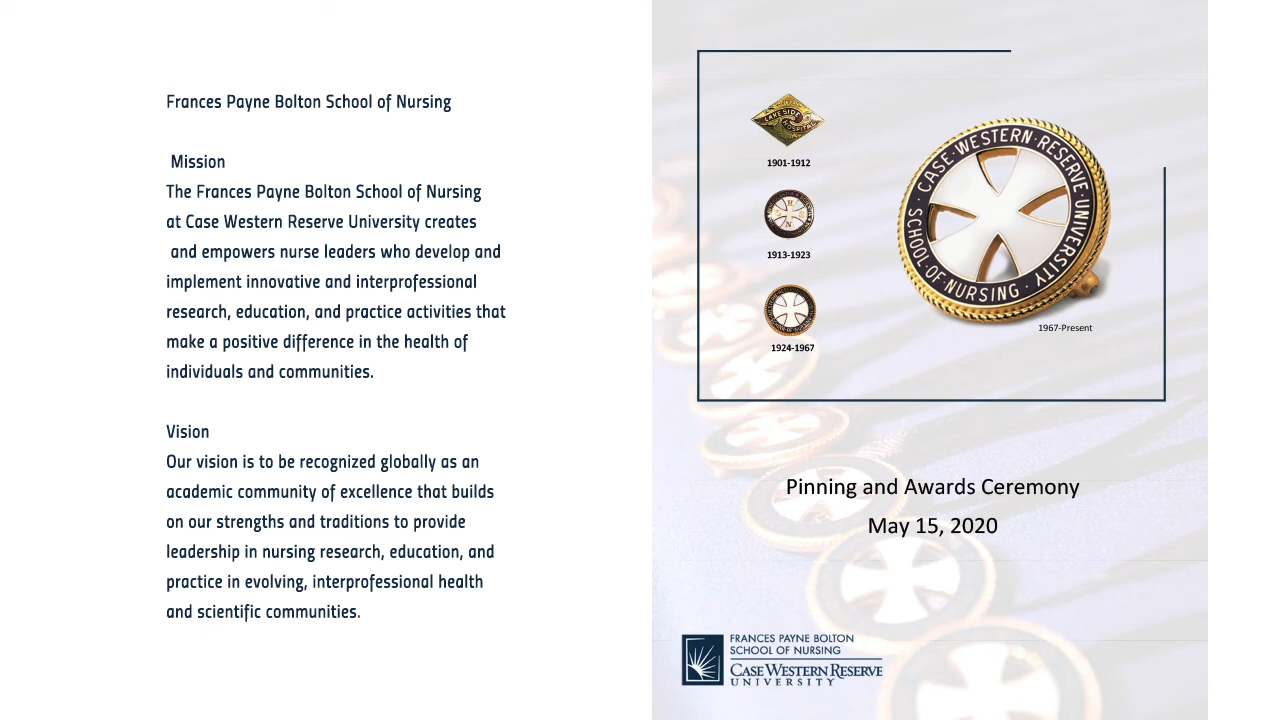 Frances Payne Bolton School of Nursing
Mission
The Frances Payne Bolton School of Nursing
at Case Western Reserve University creates
and empowers nurse leaders who develop and
implement innovative and interprofessional
research, education, and practice activities that
make a positive difference in the health of
individuals and communities.
Vision
Our vision is to be recognized globally as an
academic community of excellence that builds
on our strengths and traditions to provide
leadership in nursing research, education, and
practice in evolving, interprofessional health
and scientific communities.
LAKESIDE
HOSPITAL
1901-1912
H
N
1913-1923
SCHOOL OF NURSING
1924-1967
CASE·WESTERN·RESERVE·UNIVERSITY·
SCHOOL·OF·NURSING·
1967-Present
Pinning and Awards Ceremony
May 15, 2020
FRANCES PAYNE BOLTON
SCHOOL OF NURSING
CASE WESTERN RESERVE
UNIVERSITY